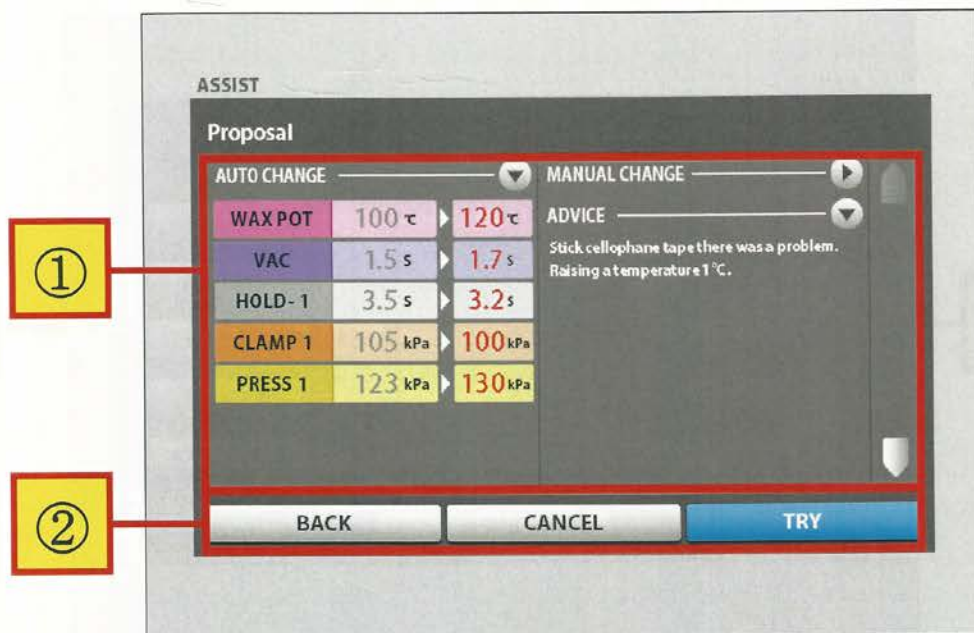 ASSIST
Proposal
AUTO CHANGE
WAX POT 100 ℃ 120 ℃
VAC 1.5 s 1.7 s
HOLD-1 3.5 s 3.2 s
CLAMP 1 105 kPa 100 kPa
PRESS 1 123 kPa 130 kPa
MANUAL CHANGE
ADVICE
Stick cellophane tape there was a problem.
Raising a temperature 1℃.
①
②
BACK CANCEL TRY